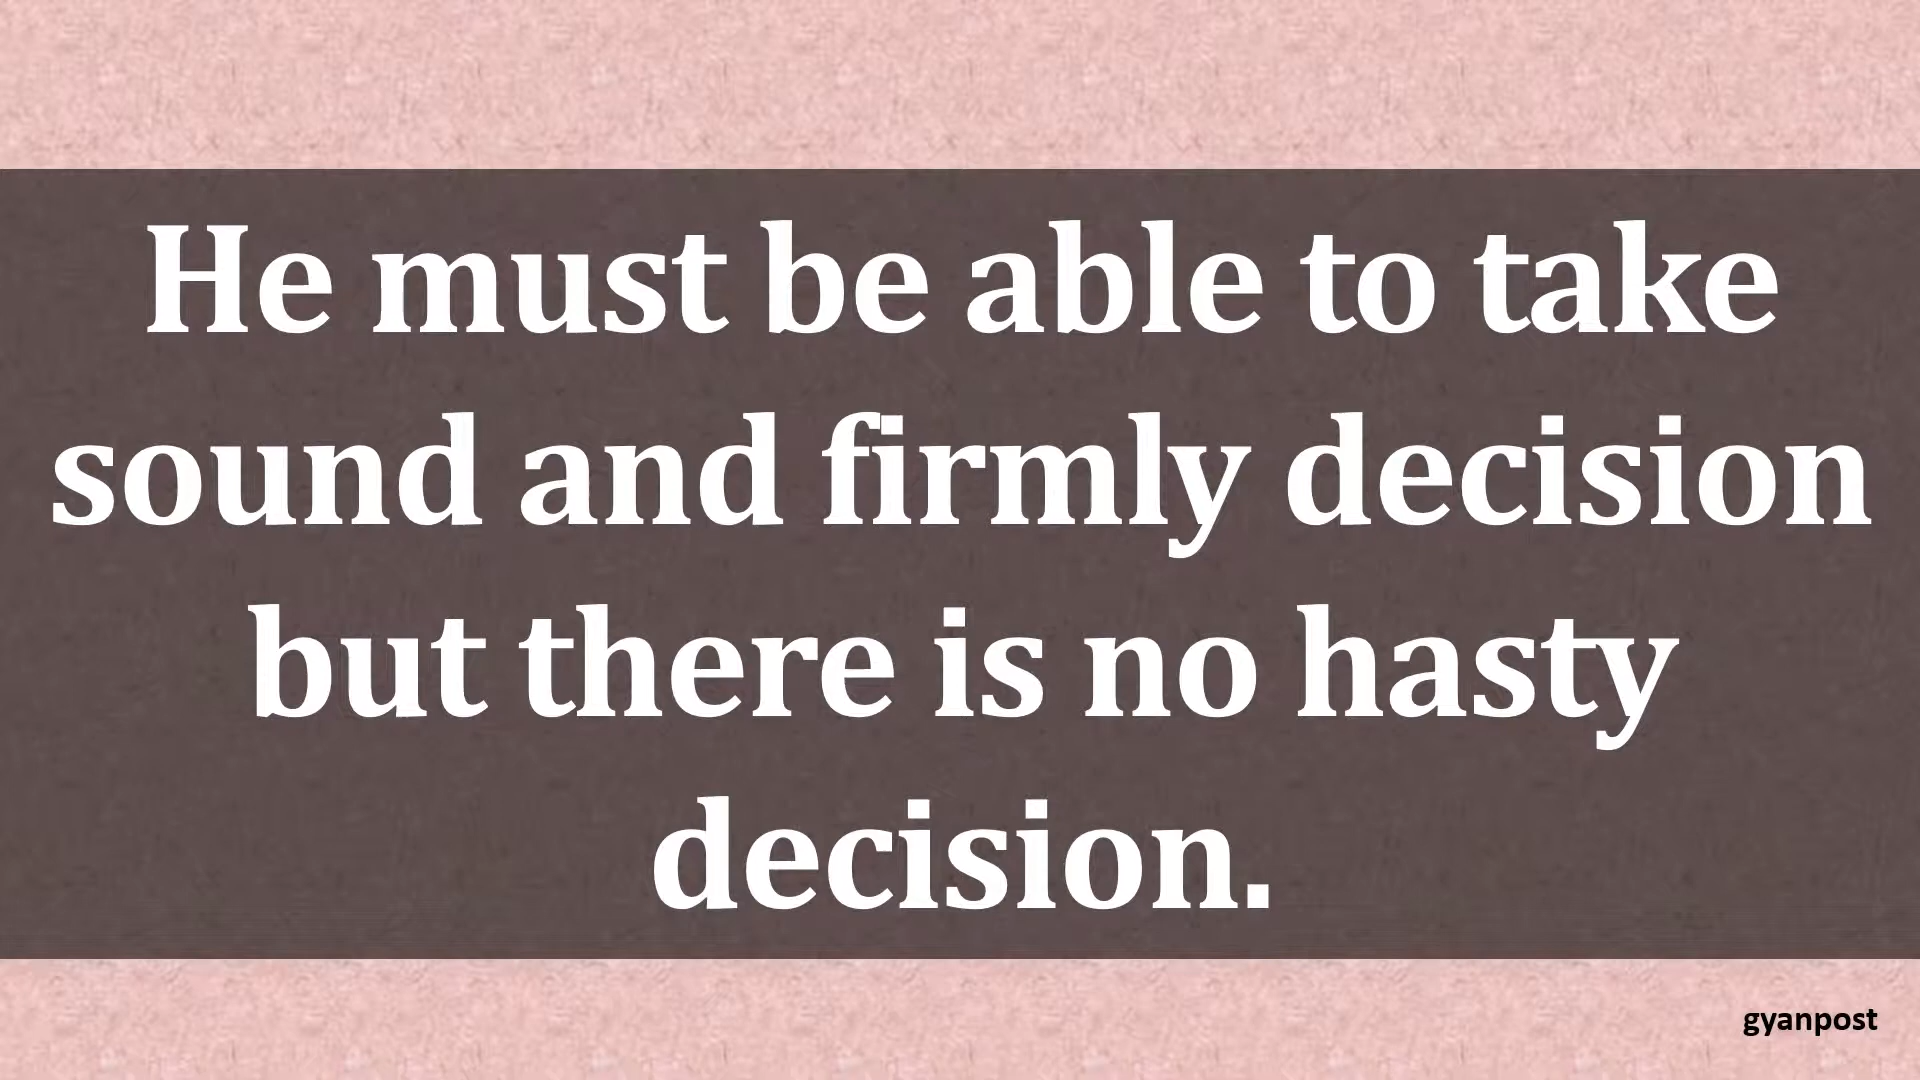 He must be able to take
sound and firmly decision
but there is no hasty
decision.
gyanpost